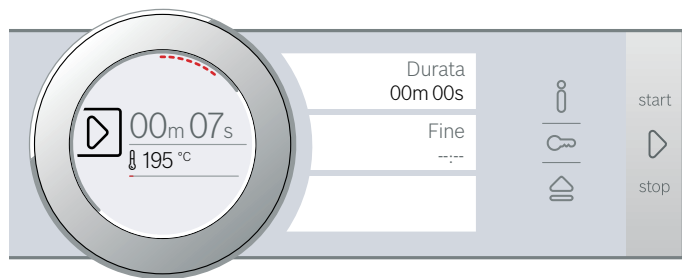 00m 07s
195 °C
Durata
00m 00s
Fine
--:--
start
stop